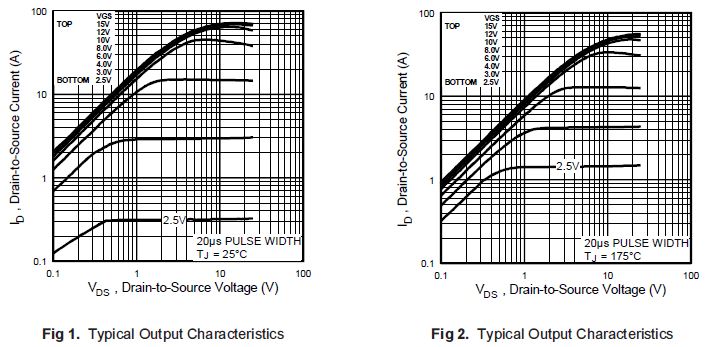 100
10
1
0.1
0.1
1
10
100
I_D , Drain-to-Source Current (A)
V_DS , Drain-to-Source Voltage (V)
VGS
TOP 15V
12V
10V
8.0V
6.0V
4.0V
3.0V
BOTTOM 2.5V
2.5V
20µs PULSE WIDTH
T_J = 25°C
Fig 1. Typical Output Characteristics
100
10
1
0.1
0.1
1
10
100
I_D , Drain-to-Source Current (A)
V_DS , Drain-to-Source Voltage (V)
VGS
TOP 15V
12V
10V
8.0V
6.0V
4.0V
3.0V
BOTTOM 2.5V
2.5V
20µs PULSE WIDTH
T_J = 175°C
Fig 2. Typical Output Characteristics